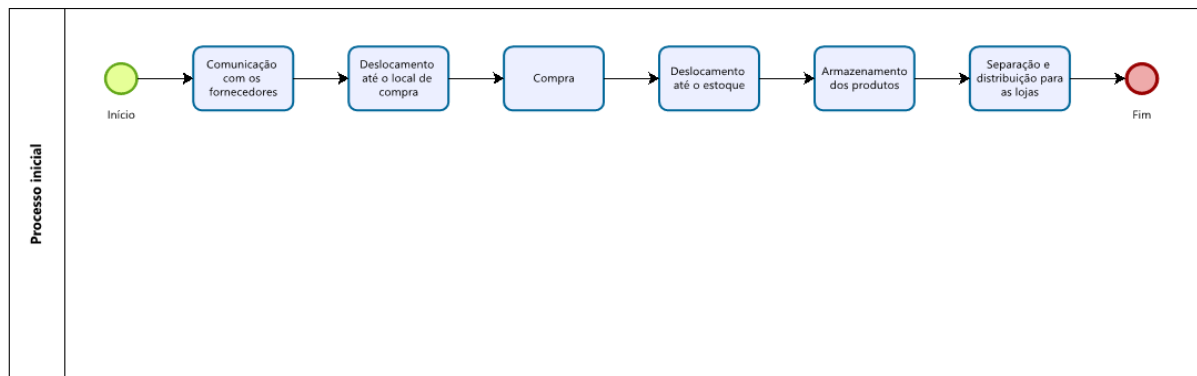 Processo inicial
Início
Comunicação
com os
fornecedores
Deslocamento
até o local de
compra
Compra
Deslocamento
até o estoque
Armazenamento
dos produtos
Separação e
distribuição para
as lojas
Fim